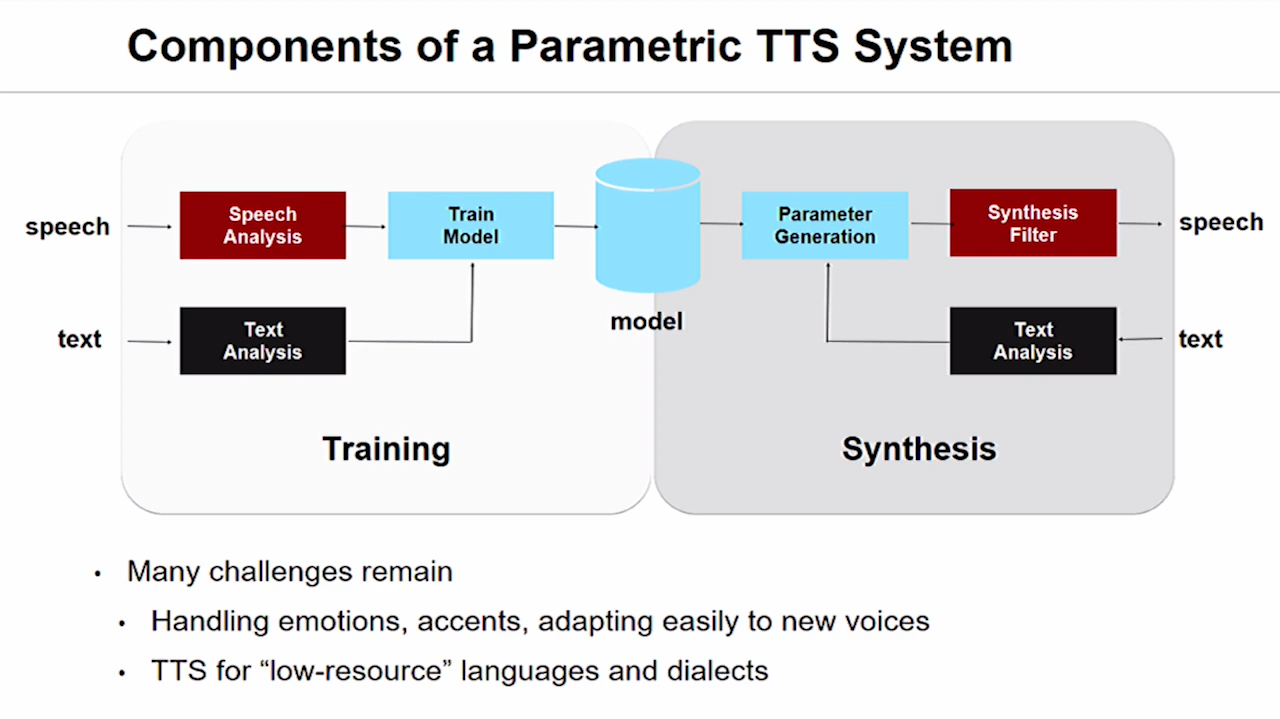 Components of a Parametric TTS System
speech
Speech
Analysis
Train
Model
Parameter
Generation
Synthesis
Filter
speech
model
text
Text
Analysis
Text
Analysis
text
Training
Synthesis
• Many challenges remain
• Handling emotions, accents, adapting easily to new voices
• TTS for “low-resource” languages and dialects